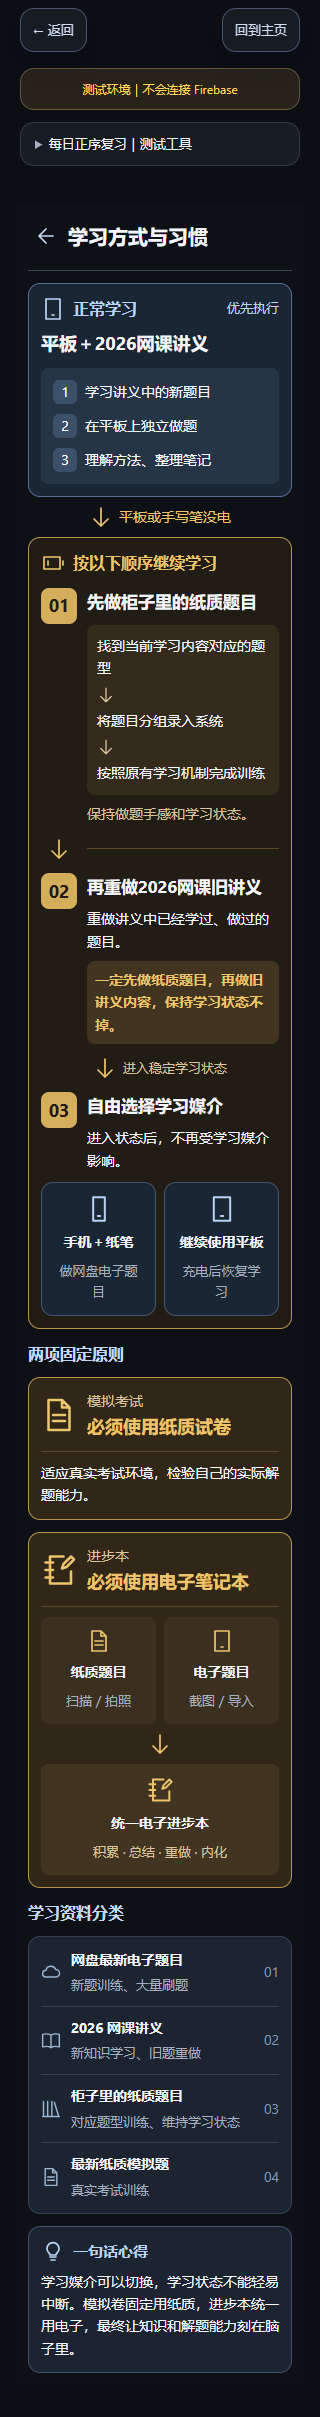 ← 返回
回到主页
测试环境 | 不会连接 Firebase
▶ 每日正序复习 | 测试工具
← 学习方式与习惯
正常学习
优先执行
平板＋2026网课讲义
1 学习讲义中的新题目
2 在平板上独立做题
3 理解方法、整理笔记
↓ 平板或手写笔没电
按以下顺序继续学习
01 先做柜子里的纸质题目
找到当前学习内容对应的题
型
↓
将题目分组录入系统
↓
按照原有学习机制完成训练
保持做题手感和学习状态。
↓
02 再重做2026网课旧讲义
重做讲义中已经学过、做过的
题目。
一定先做纸质题目，再做旧
讲义内容，保持学习状态不
掉。
↓ 进入稳定学习状态
03 自由选择学习媒介
进入状态后，不再受学习媒介
影响。
手机＋纸笔
做网盘电子题
目
继续使用平板
充电后恢复学
习
两项固定原则
模拟考试
必须使用纸质试卷
适应真实考试环境，检验自己的实际解
题能力。
进步本
必须使用电子笔记本
纸质题目
扫描 / 拍照
电子题目
截图 / 导入
↓
统一电子进步本
积累 · 总结 · 重做 · 内化
学习资料分类
网盘最新电子题目
新题训练、大量刷题
01
2026 网课讲义
新知识学习、旧题重做
02
柜子里的纸质题目
对应题型训练、维持学习状态
03
最新纸质模拟题
真实考试训练
04
一句话心得
学习媒介可以切换，学习状态不能轻易
中断。模拟卷固定用纸质，进步本统一
用电子，最终让知识和解题能力刻在脑
子里。